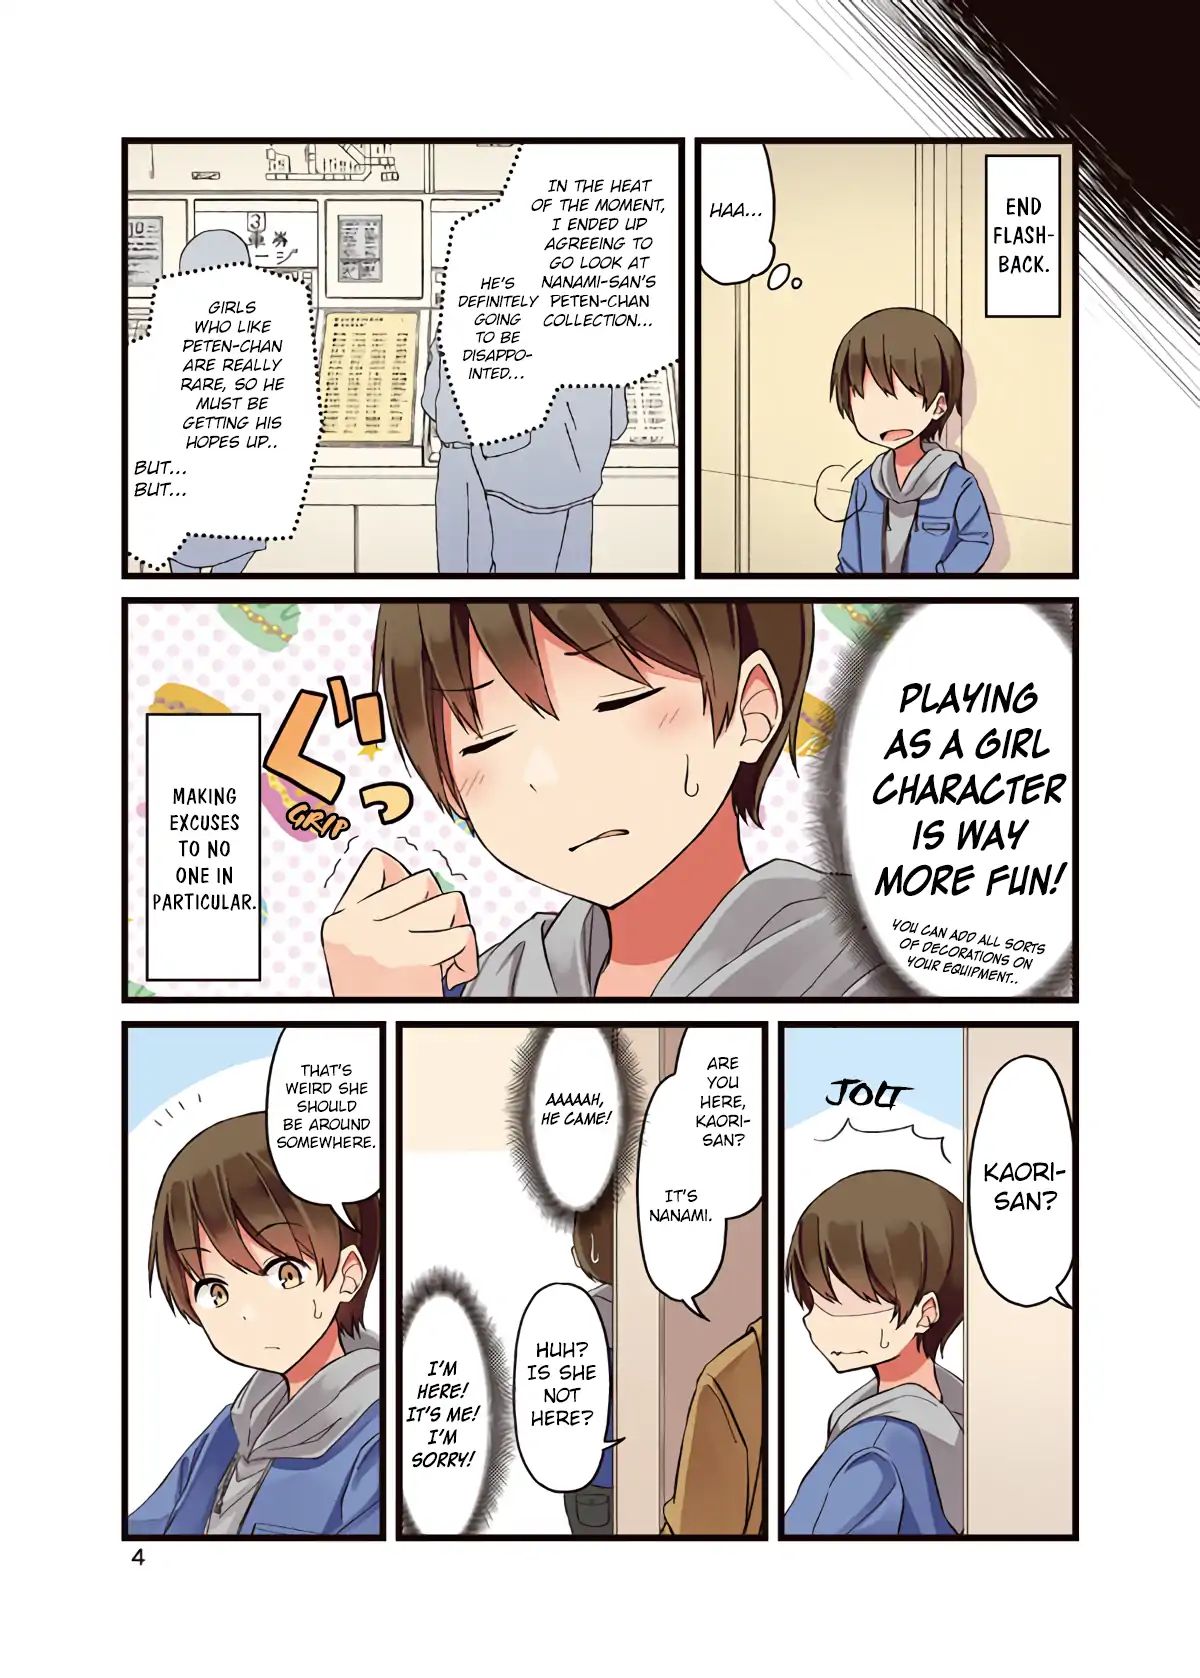 END
FLASH-
BACK.
HAA...
IN THE HEAT
OF THE MOMENT,
I ENDED UP
AGREEING TO
GO LOOK AT
NANAMI-SAN'S
PETEN-CHAN
COLLECTION...
HE'S
DEFINITELY
GOING
TO BE
DISAPPO-
INTED...
3
10
GIRLS
WHO LIKE
PETEN-CHAN
ARE REALLY
RARE, SO HE
MUST BE
GETTING HIS
HOPES UP..
BUT...
BUT...
PLAYING
AS A GIRL
CHARACTER
IS WAY
MORE FUN!
YOU CAN ADD ALL SORTS
OF DECORATIONS ON
YOUR EQUIPMENT..
ぐっ
GRIP
MAKING
EXCUSES
TO NO
ONE IN
PARTICULAR.
KAORI-
SAN?
JOLT
ARE
YOU
HERE,
KAORI-
SAN?
IT'S
NANAMI.
AAAAAH,
HE CAME!
HUH?
IS SHE
NOT
HERE?
I'M
HERE!
IT'S ME!
I'M
SORRY!
THAT'S
WEIRD SHE
SHOULD
BE AROUND
SOMEWHERE.
4